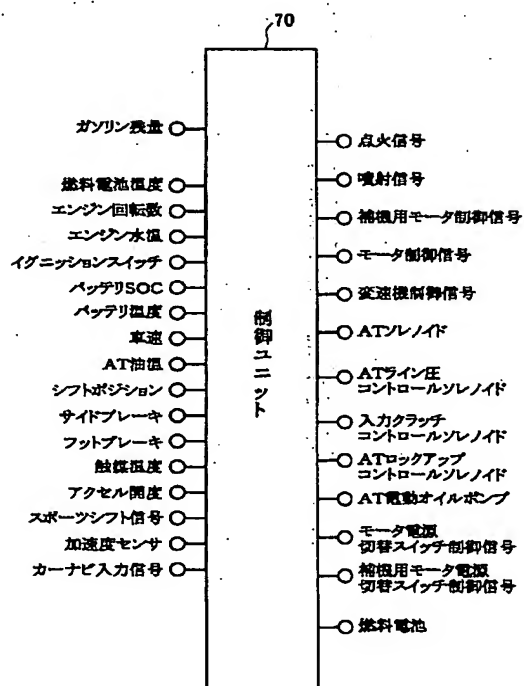 70
ガソリン残量
燃料電池温度
エンジン回転数
エンジン水温
イグニッションスイッチ
バッテリSOC
バッテリ温度
車速
AT油温
シフトポジション
サイドブレーキ
フットブレーキ
触媒温度
アクセル開度
スポーツシフト信号
加速度センサ
カーナビ入力信号
制御ユニット
点火信号
噴射信号
補機用モータ制御信号
モータ制御信号
変速機制御信号
ATソレノイド
ATライン圧
コントロールソレノイド
入力クラッチ
コントロールソレノイド
ATロックアップ
コントロールソレノイド
AT電動オイルポンプ
モータ電源
切替スイッチ制御信号
補機用モータ電源
切替スイッチ制御信号
燃料電池